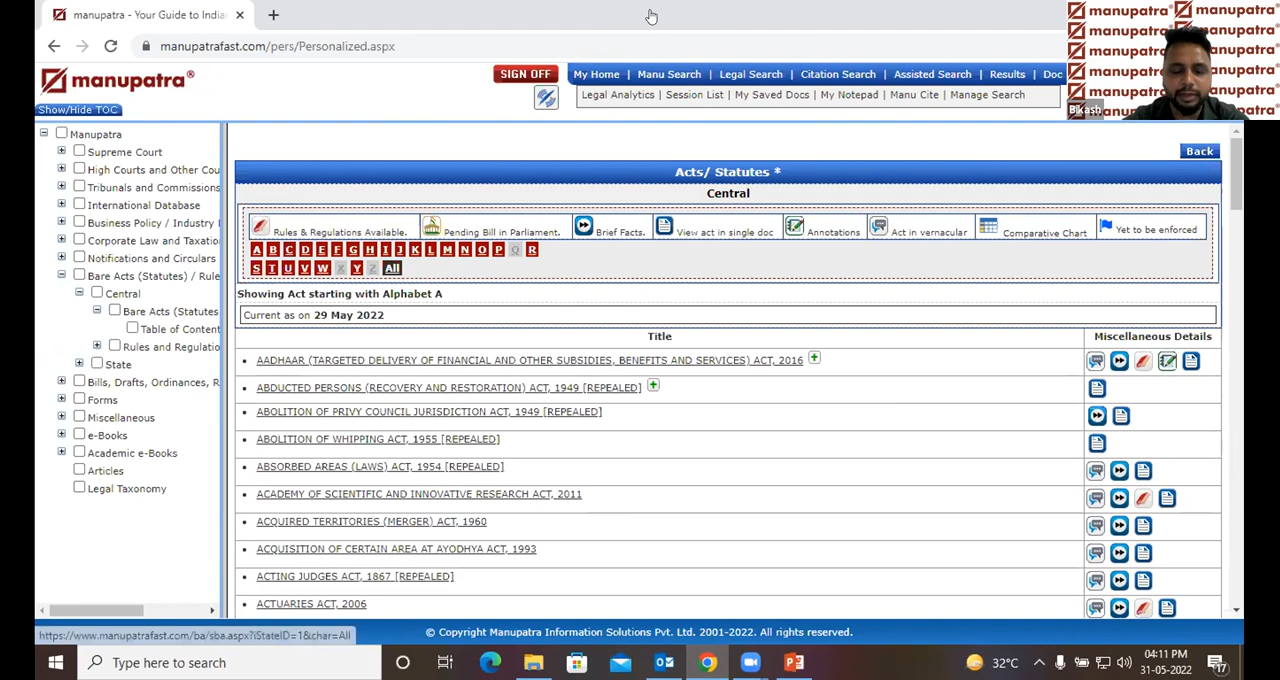 manupatra - Your Guide to India
manupatrafast.com/pers/Personalized.aspx
manupatra®
manupatra® manupatra®
manupatra
manupatra
manupatra
manupatra
Bikash
SIGN OFF
My Home | Manu Search | Legal Search | Citation Search | Assisted Search | Results | Doc
Legal Analytics | Session List | My Saved Docs | My Notepad | Manu Cite | Manage Search
Show/Hide TOC
Manupatra
Supreme Court
High Courts and Other Cou
Tribunals and Commissions
International Database
Business Policy / Industry
Corporate Law and Taxatio
Notifications and Circulars
Bare Acts (Statutes) / Rule
Central
Bare Acts (Statutes
Table of Content
Rules and Regulatio
State
Bills, Drafts, Ordinances, R
Forms
Miscellaneous
e-Books
Academic e-Books
Articles
Legal Taxonomy
Back
Acts/ Statutes *
Central
Rules & Regulations Available. Pending Bill in Parliament. Brief Facts. View act in single doc Annotations Act in vernacular Comparative Chart Yet to be enforced
A B C D E F G H I J K L M N O P Q R
S T U V W X Y Z All
Showing Act starting with Alphabet A
Current as on 29 May 2022
Title Miscellaneous Details
AADHAAR (TARGETED DELIVERY OF FINANCIAL AND OTHER SUBSIDIES, BENEFITS AND SERVICES) ACT, 2016
ABDUCTED PERSONS (RECOVERY AND RESTORATION) ACT, 1949 [REPEALED]
ABOLITION OF PRIVY COUNCIL JURISDICTION ACT, 1949 [REPEALED]
ABOLITION OF WHIPPING ACT, 1955 [REPEALED]
ABSORBED AREAS (LAWS) ACT, 1954 [REPEALED]
ACADEMY OF SCIENTIFIC AND INNOVATIVE RESEARCH ACT, 2011
ACQUIRED TERRITORIES (MERGER) ACT, 1960
ACQUISITION OF CERTAIN AREA AT AYODHYA ACT, 1993
ACTING JUDGES ACT, 1867 [REPEALED]
ACTUARIES ACT, 2006
https://www.manupatrafast.com/ba/sba.aspx?iStateID=1&char=All
© Copyright Manupatra Information Solutions Pvt. Ltd. 2001-2022. All rights reserved.
Type here to search
32°C
04:11 PM
31-05-2022
17